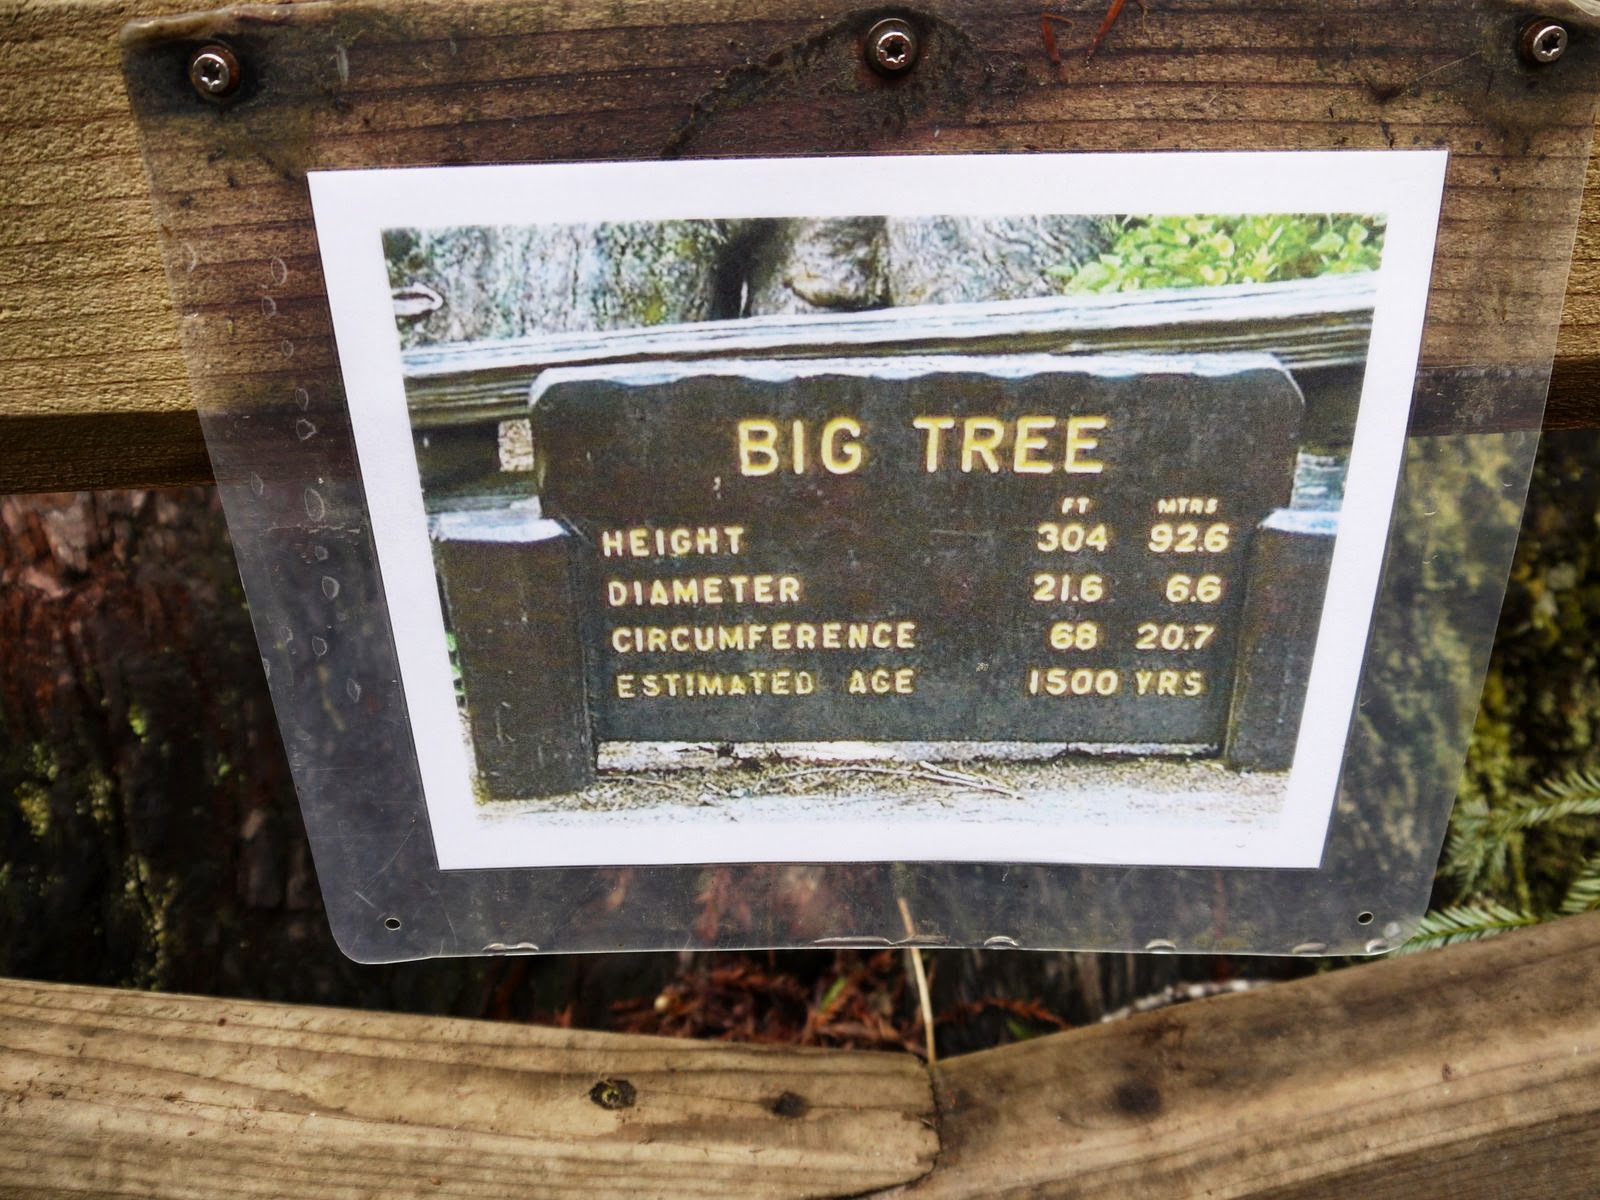 BIG TREE
FT MTRS
HEIGHT 304 92.6
DIAMETER 21.6 6.6
CIRCUMFERENCE 68 20.7
ESTIMATED AGE 1500 YRS